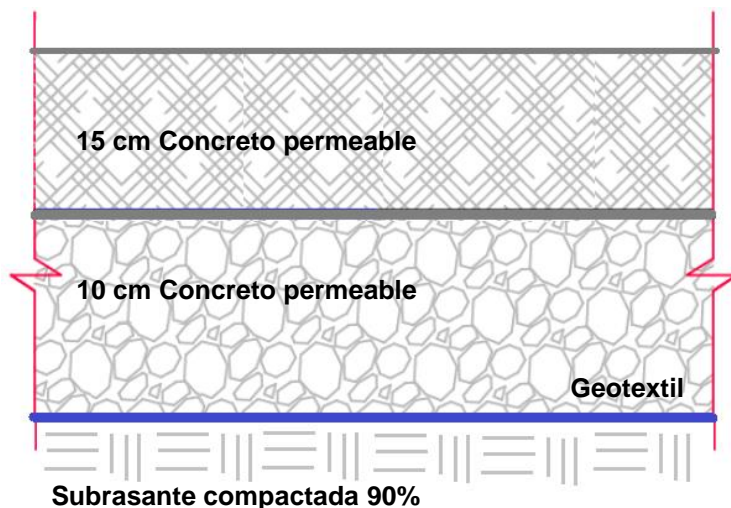 15 cm Concreto permeable
10 cm Concreto permeable
Geotextil
Subrasante compactada 90%